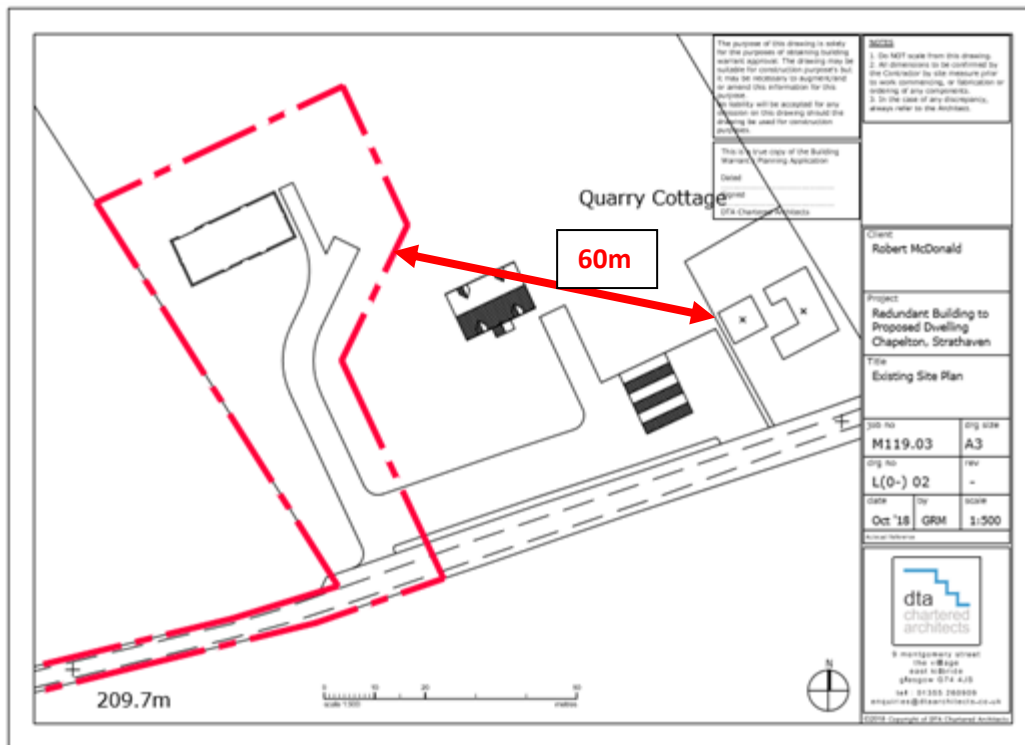 The purpose of this drawing is solely
for the purposes of obtaining building
warrant approval. The drawing may be
suitable for construction purpose's but
it may be necessary to augment/and
or amend this information for this
purpose.
No liability will be accepted for any
omission on this drawing should the
drawing be used for construction
purposes.
This is a true copy of the Building
Warrant / Planning Application
Dated
Signed
DTA Chartered Architects
NOTES
1. Do NOT scale from this drawing.
2. All dimensions to be confirmed by
the Contractor by site measure prior
to work commencing, or fabrication or
ordering of any components.
3. In the case of any discrepancy,
always refer to the Architect.
Quarry Cottage
60m
Client
Robert McDonald
Project
Redundant Building to
Proposed Dwelling
Chapelton, Strathaven
Title
Existing Site Plan
job no
drg size
M119.03
A3
drg no
rev
L(0-) 02
-
date
by
scale
Oct '18
GRM
1:500
dta
chartered
architects
9 montgomery street
the village
east kilbride
glasgow G74 4JS
tel : 01355 260909
enquiries@dtaarchitects.co.uk
©2018 Copyright of DTA Chartered Architects
N
209.7m
0
10
20
50
metres